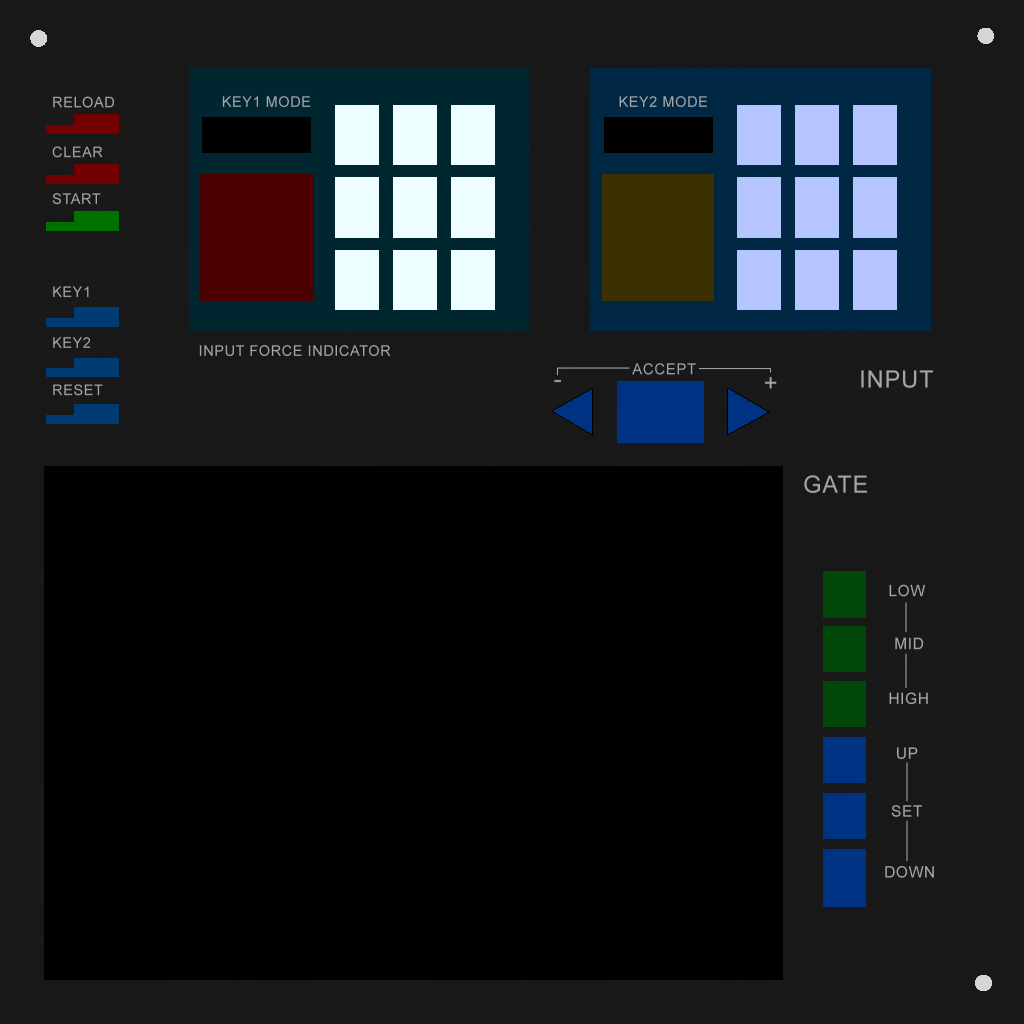 RELOAD
CLEAR
START
KEY1
KEY2
RESET
KEY1 MODE
INPUT FORCE INDICATOR
KEY2 MODE
ACCEPT
- +
INPUT
GATE
LOW
MID
HIGH
UP
SET
DOWN